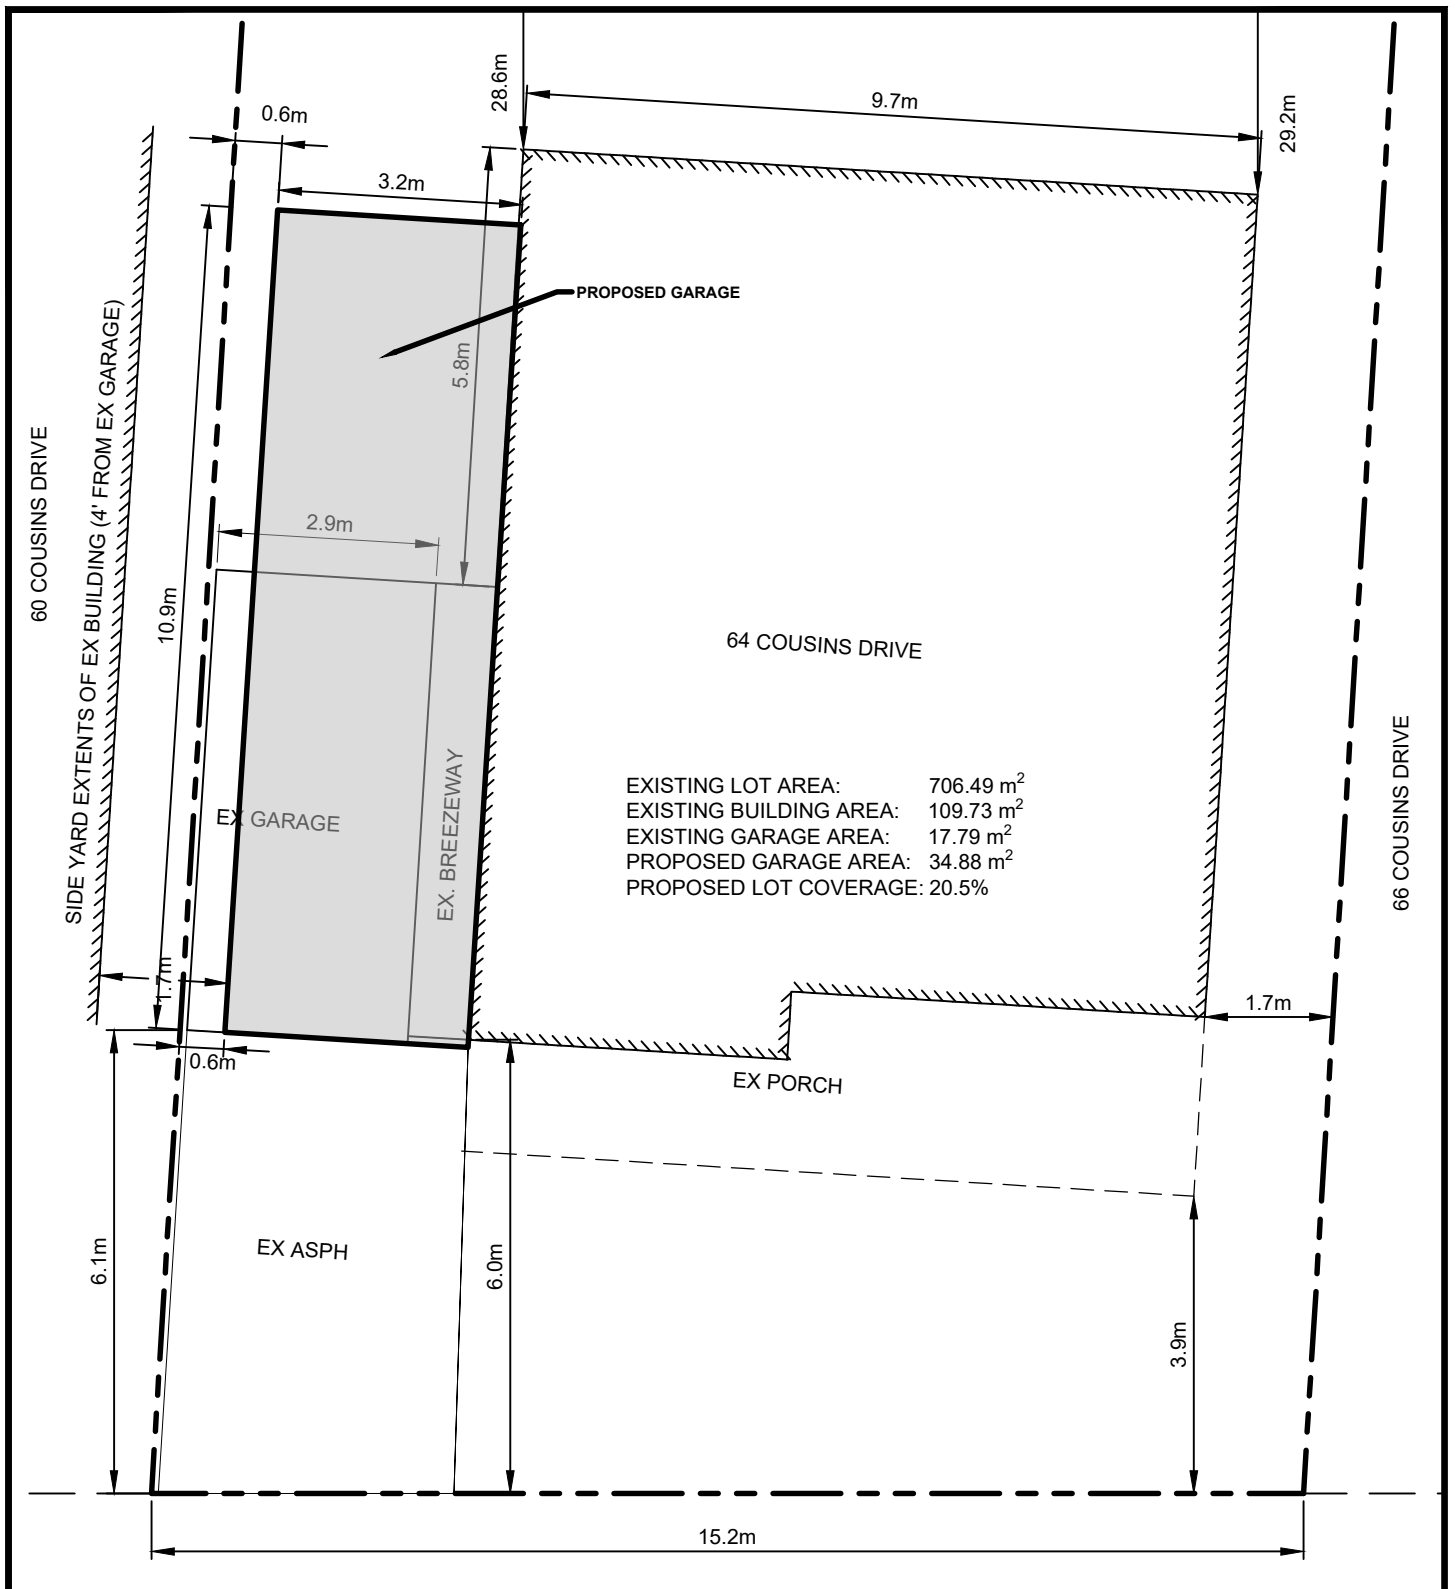 28.6m
9.7m
29.2m
0.6m
3.2m
PROPOSED GARAGE
5.8m
60 COUSINS DRIVE
SIDE YARD EXTENTS OF EX BUILDING (4' FROM EX GARAGE)
10.9m
2.9m
64 COUSINS DRIVE
66 COUSINS DRIVE
EX GARAGE
EX. BREEZEWAY
EXISTING LOT AREA: 706.49 m²
EXISTING BUILDING AREA: 109.73 m²
EXISTING GARAGE AREA: 17.79 m²
PROPOSED GARAGE AREA: 34.88 m²
PROPOSED LOT COVERAGE: 20.5%
1.7m
1.7m
0.6m
EX PORCH
6.1m
EX ASPH
6.0m
3.9m
15.2m